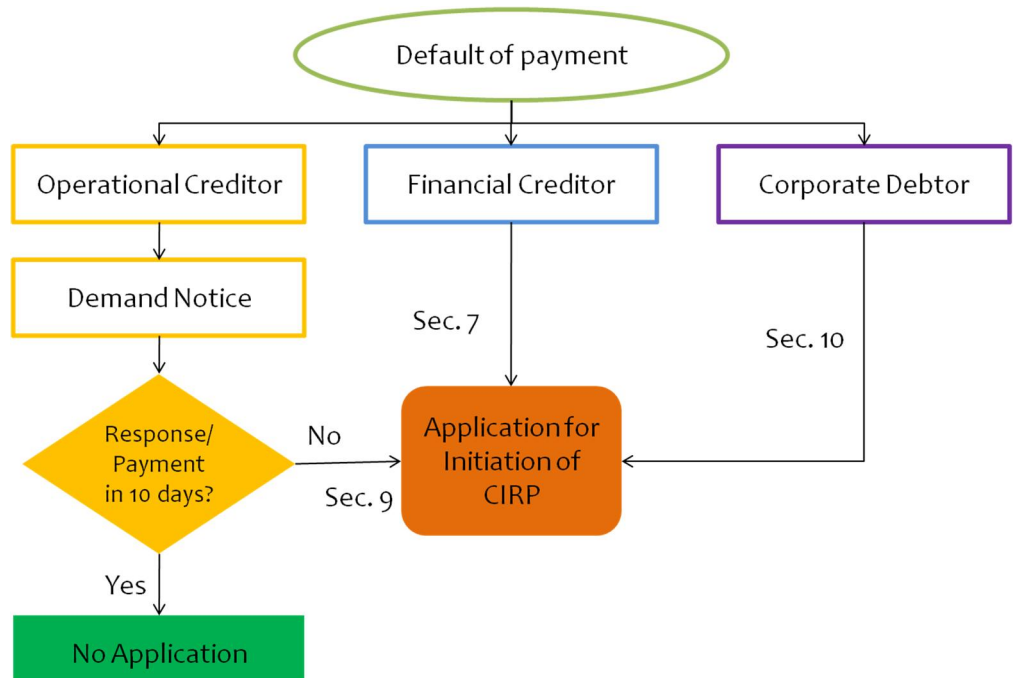 Default of payment
Operational Creditor
Financial Creditor
Corporate Debtor
Demand Notice
Sec. 7
Sec. 10
Response/
Payment
in 10 days?
No
Sec. 9
Application for
Initiation of
CIRP
Yes
No Application